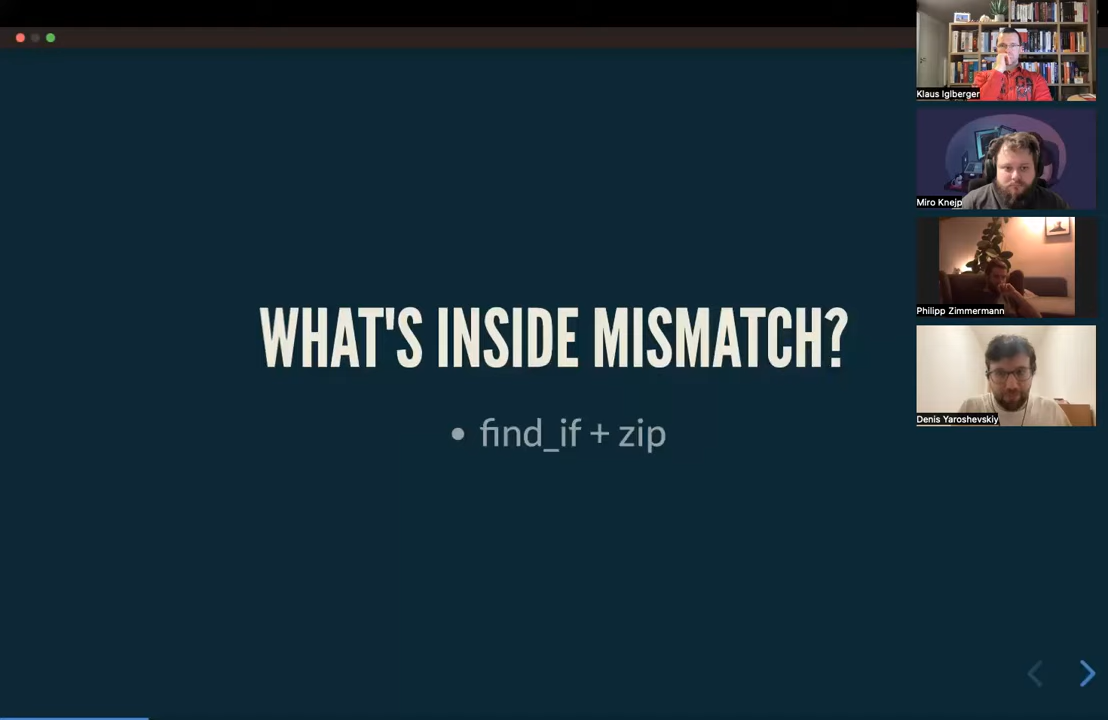 WHAT'S INSIDE MISMATCH?
• find_if + zip
Klaus Iglberger
Miro Knejp
Philipp Zimmermann
Denis Yaroshevskiy